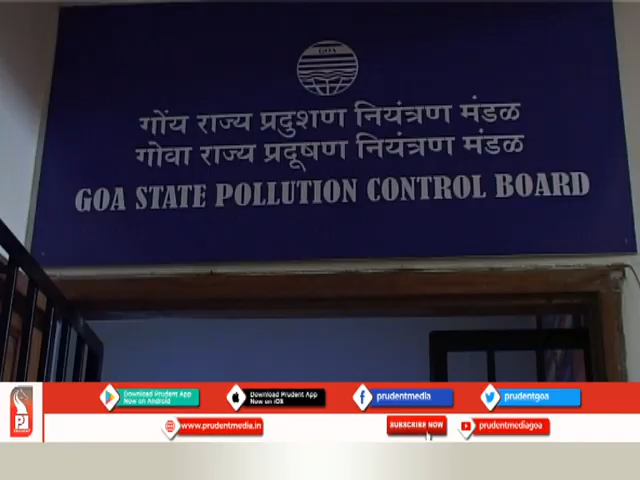 GOA
गोंय राज्य प्रदुशण नियंत्रण मंडळ
गोवा राज्य प्रदूषण नियंत्रण मंडळ
GOA STATE POLLUTION CONTROL BOARD
Download Prudent App
Now on Android
Download Prudent App
Now on iOS
prudentmedia
prudentgoa
www.prudentmedia.in
SUBSCRIBE NOW
prudentmediagoa